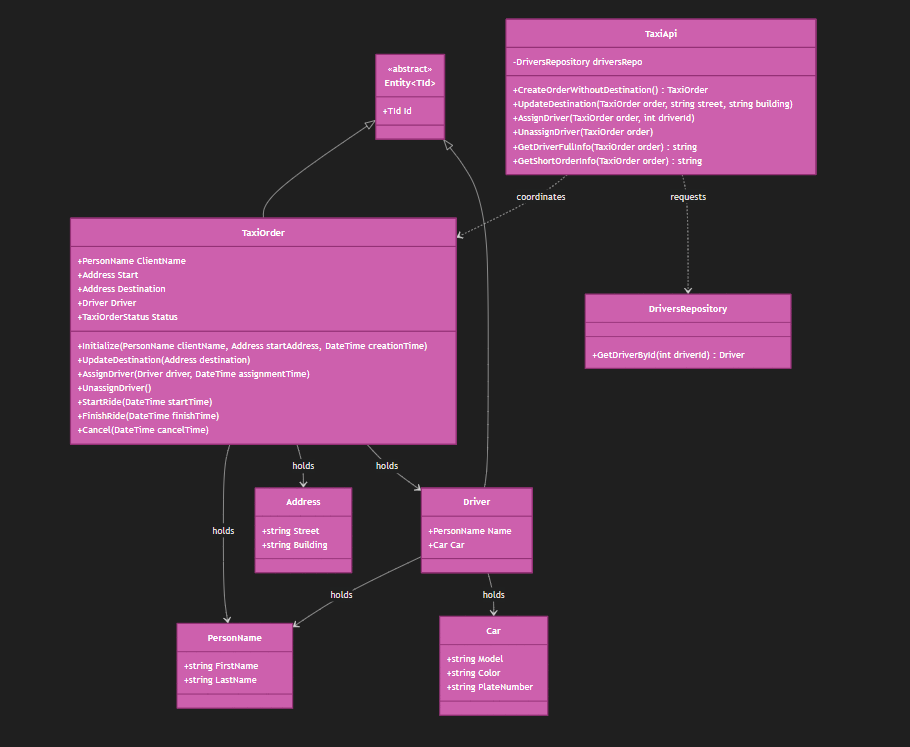 TaxiApi
-DriversRepository driversRepo
+CreateOrderWithoutDestination() : TaxiOrder
+UpdateDestination(TaxiOrder order, string street, string building)
+AssignDriver(TaxiOrder order, int driverId)
+UnassignDriver(TaxiOrder order)
+GetDriverFullInfo(TaxiOrder order) : string
+GetShortOrderInfo(TaxiOrder order) : string
«abstract»
Entity<TId>
+TId Id
coordinates
requests
TaxiOrder
+PersonName ClientName
+Address Start
+Address Destination
+Driver Driver
+TaxiOrderStatus Status
+Initialize(PersonName clientName, Address startAddress, DateTime creationTime)
+UpdateDestination(Address destination)
+AssignDriver(Driver driver, DateTime assignmentTime)
+UnassignDriver()
+StartRide(DateTime startTime)
+FinishRide(DateTime finishTime)
+Cancel(DateTime cancelTime)
DriversRepository
+GetDriverById(int driverId) : Driver
holds
holds
holds
Address
+string Street
+string Building
Driver
+PersonName Name
+Car Car
holds
holds
PersonName
+string FirstName
+string LastName
Car
+string Model
+string Color
+string PlateNumber